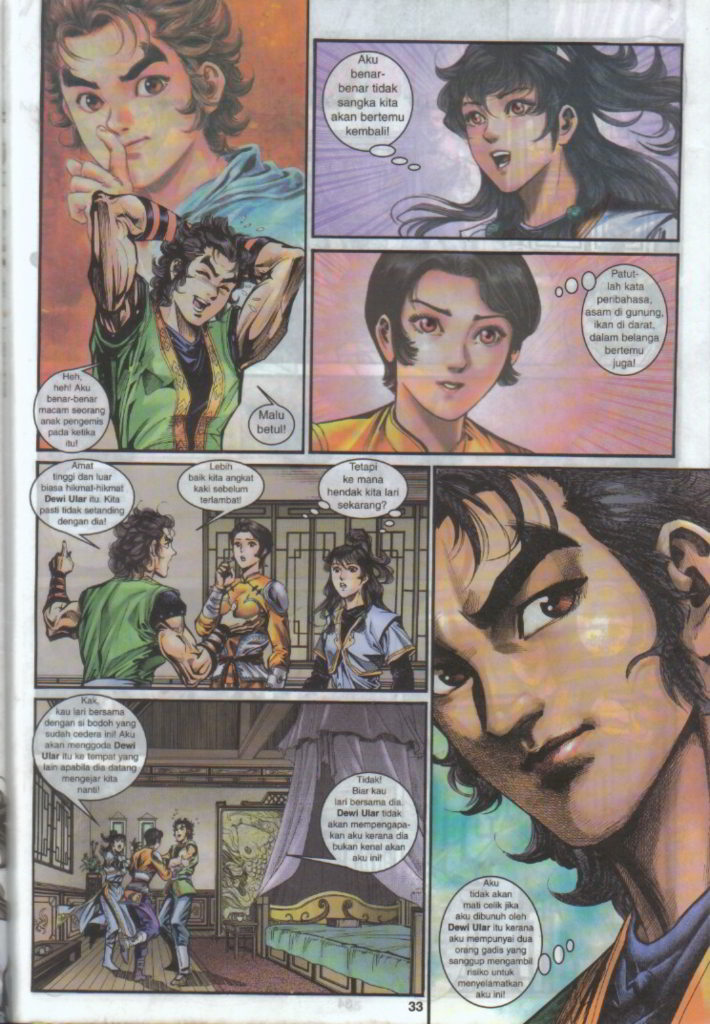 Heh,
heh! Aku
benar-benar
macam seorang
anak pengemis
pada ketika
itu!
Malu
betul!
Aku
benar-
benar tidak
sangka kita
akan bertemu
kembali!
Patut-
lah kata
peribahasa,
asam di gunung,
ikan di darat,
dalam belanga
bertemu
juga!
Amat
tinggi dan luar
biasa hikmat-hikmat
Dewi Ular itu. Kita
pasti tidak setanding
dengan dia!
Lebih
baik kita angkat
kaki sebelum
terlambat!
Tetapi
ke mana
hendak kita lari
sekarang?
Kak,
kau lari bersama
dengan si bodoh yang
sudah cedera ini! Aku
akan menggoda Dewi
Ular itu ke tempat yang
lain apabila dia datang
mengejar kita
nanti!
Tidak!
Biar kau
lari bersama dia.
Dewi Ular tidak
akan mempengapa-
kan aku kerana dia
bukan kenal akan
aku ini!
Aku
tidak akan
mati celik jika
aku dibunuh oleh
Dewi Ular itu kerana
aku mempunyai dua
orang gadis yang
sanggup mengambil
risiko untuk
menyelamatkan
aku ini!
33